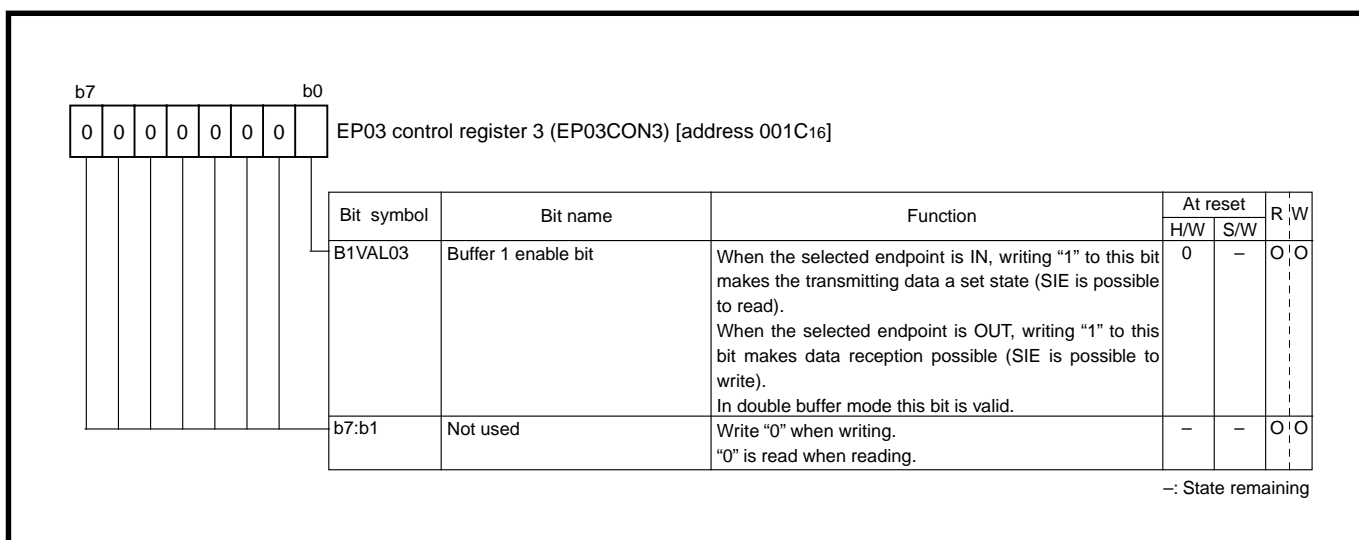 b7 b0
0 0 0 0 0 0 0 EP03 control register 3 (EP03CON3) [address 001C16]
Bit symbol Bit name Function At reset R W
H/W S/W
B1VAL03 Buffer 1 enable bit When the selected endpoint is IN, writing “1” to this bit 0 – O O
makes the transmitting data a set state (SIE is possible
to read).
When the selected endpoint is OUT, writing “1” to this
bit makes data reception possible (SIE is possible to
write).
In double buffer mode this bit is valid.
b7:b1 Not used Write “0” when writing. – – O O
“0” is read when reading.
–: State remaining